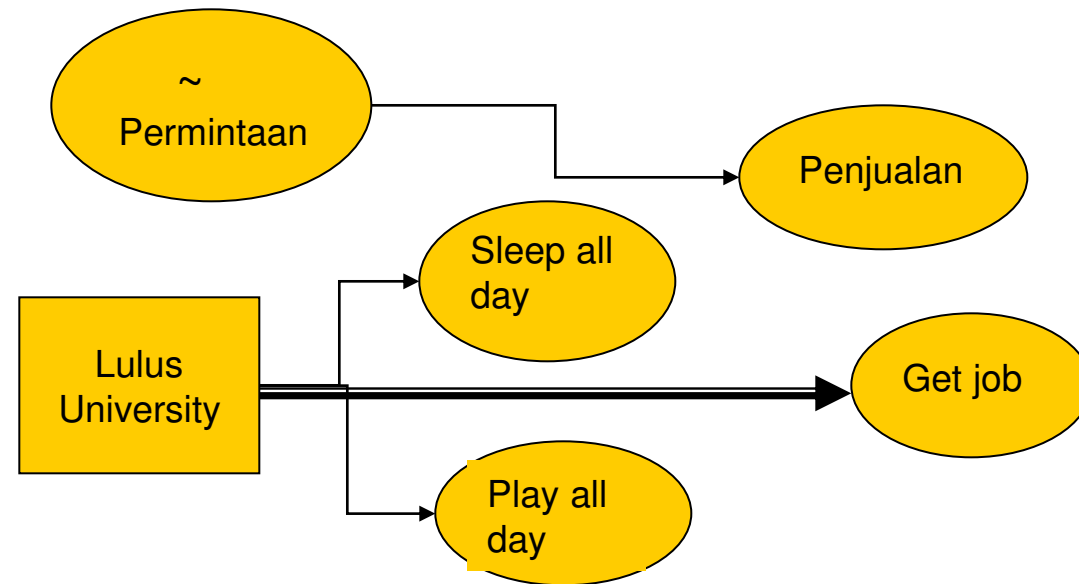 ~
Permintaan
Penjualan
Sleep all
day
Lulus
University
Get job
Play all
day